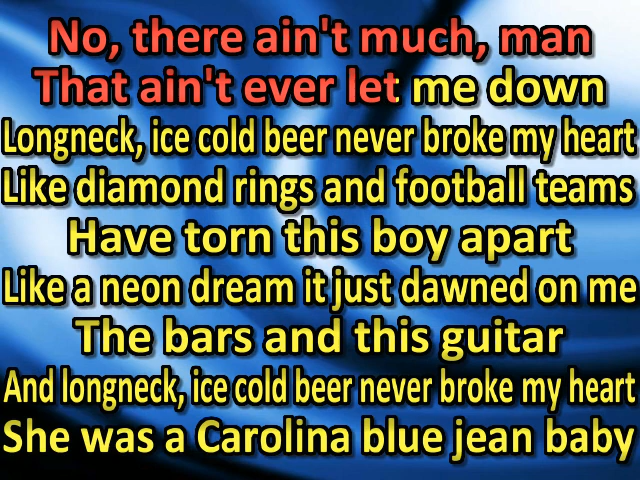 No, there ain't much, man
That ain't ever let me down
Longneck, ice cold beer never broke my heart
Like diamond rings and football teams
Have torn this boy apart
Like a neon dream it just dawned on me
The bars and this guitar
And longneck, ice cold beer never broke my heart
She was a Carolina blue jean baby